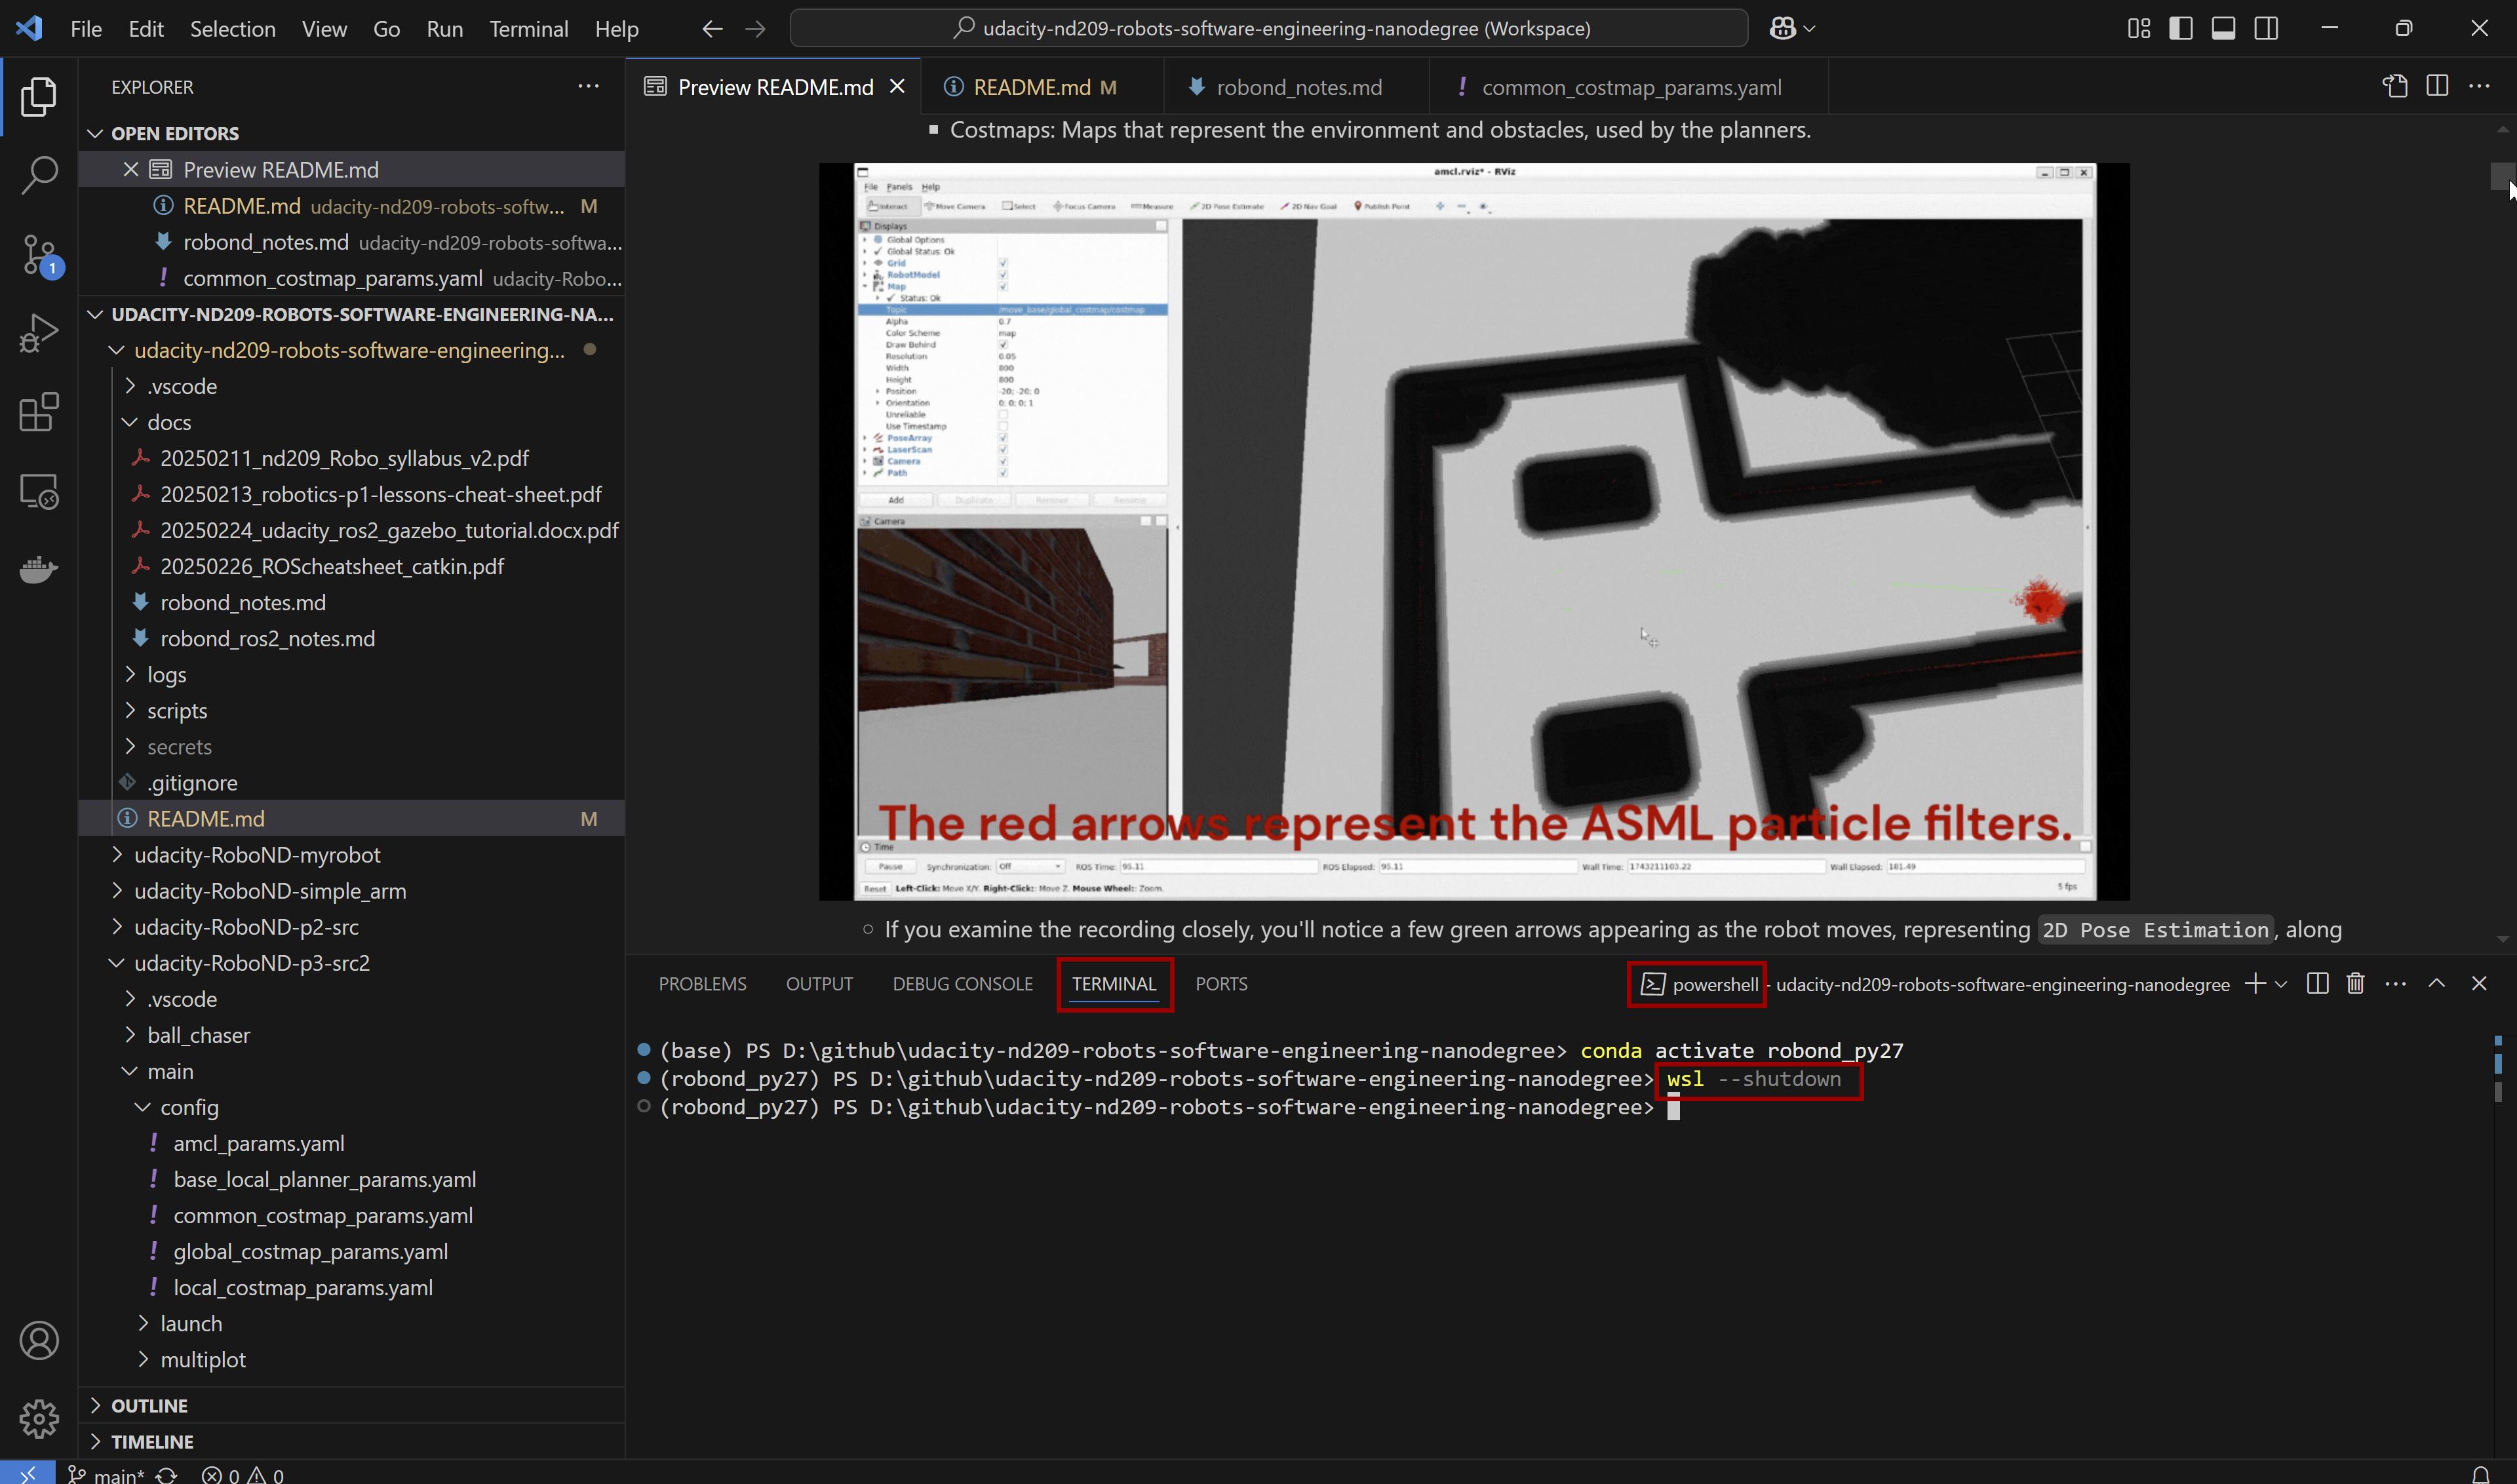 File Edit Selection View Go Run Terminal Help
udacity-nd209-robots-software-engineering-nanodegree (Workspace)
EXPLORER
OPEN EDITORS
Preview README.md
README.md udacity-nd209-robots-softw... M
robond_notes.md udacity-nd209-robots-softwa...
common_costmap_params.yaml udacity-Robo...
UDACITY-ND209-ROBOTS-SOFTWARE-ENGINEERING-NA...
udacity-nd209-robots-software-engineering...
.vscode
docs
20250211_nd209_Robo_syllabus_v2.pdf
20250213_robotics-p1-lessons-cheat-sheet.pdf
20250224_udacity_ros2_gazebo_tutorial.docx.pdf
20250226_ROScheatsheet_catkin.pdf
robond_notes.md
robond_ros2_notes.md
logs
scripts
secrets
.gitignore
README.md M
udacity-RoboND-myrobot
udacity-RoboND-simple_arm
udacity-RoboND-p2-src
udacity-RoboND-p3-src2
.vscode
ball_chaser
main
config
amcl_params.yaml
base_local_planner_params.yaml
common_costmap_params.yaml
global_costmap_params.yaml
local_costmap_params.yaml
launch
multiplot
OUTLINE
TIMELINE
1
main* 0 0
Preview README.md
README.md M
robond_notes.md
common_costmap_params.yaml
Costmaps: Maps that represent the environment and obstacles, used by the planners.
amcl.rviz* - RViz
File Panels Help
Interact Move Camera Select Focus Camera Measure 2D Pose Estimate 2D Nav Goal Publish Point
Displays
Global Options
Global Status: Ok
Grid
RobotModel
Map
Status: Ok
Topic /move_base/global_costmap/costmap
Alpha 0.7
Color Scheme map
Draw Behind
Resolution 0.05
Width 800
Height 800
Position -20; -20; 0
Orientation 0; 0; 0; 1
Unreliable
Use Timestamp
PoseArray
LaserScan
Camera
Path
Add Duplicate Remove Rename
Camera
The red arrows represent the ASML particle filters.
Time
Pause Synchronization: Off ROS Time: 95.11 ROS Elapsed: 95.11 Wall Time: 1743211103.22 Wall Elapsed: 181.49
Reset Left-Click: Move X/Y. Right-Click: Move Z. Mouse Wheel: Zoom. 5 fps
If you examine the recording closely, you'll notice a few green arrows appearing as the robot moves, representing 2D Pose Estimation, along
PROBLEMS OUTPUT DEBUG CONSOLE TERMINAL PORTS
powershell - udacity-nd209-robots-software-engineering-nanodegree
(base) PS D:\github\udacity-nd209-robots-software-engineering-nanodegree> conda activate robond_py27
(robond_py27) PS D:\github\udacity-nd209-robots-software-engineering-nanodegree> wsl --shutdown
(robond_py27) PS D:\github\udacity-nd209-robots-software-engineering-nanodegree>